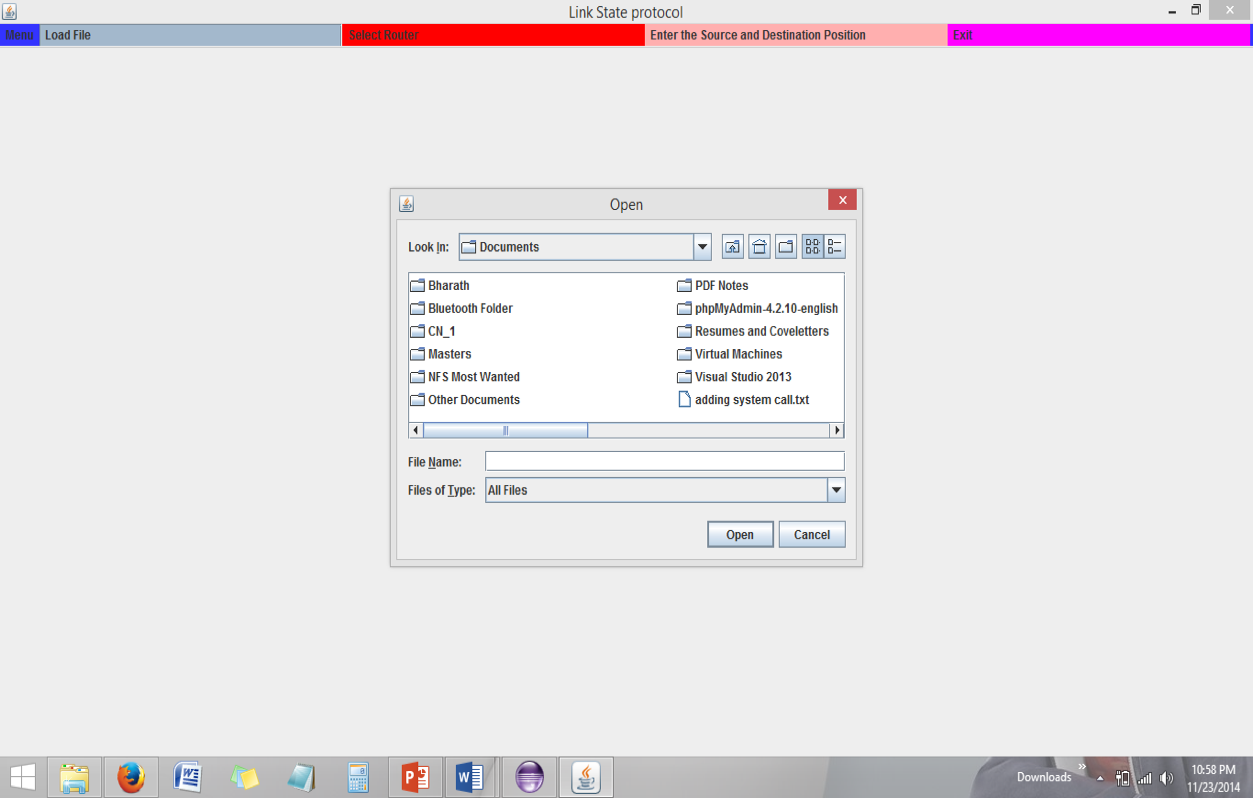 Link State protocol
Menu Load File Select Router Enter the Source and Destination Position Exit
Open
Look In: Documents
Bharath PDF Notes
Bluetooth Folder phpMyAdmin-4.2.10-english
CN_1 Resumes and Coveletters
Masters Virtual Machines
NFS Most Wanted Visual Studio 2013
Other Documents adding system call.txt
File Name:
Files of Type: All Files
Open Cancel
Downloads » 10:58 PM
11/23/2014